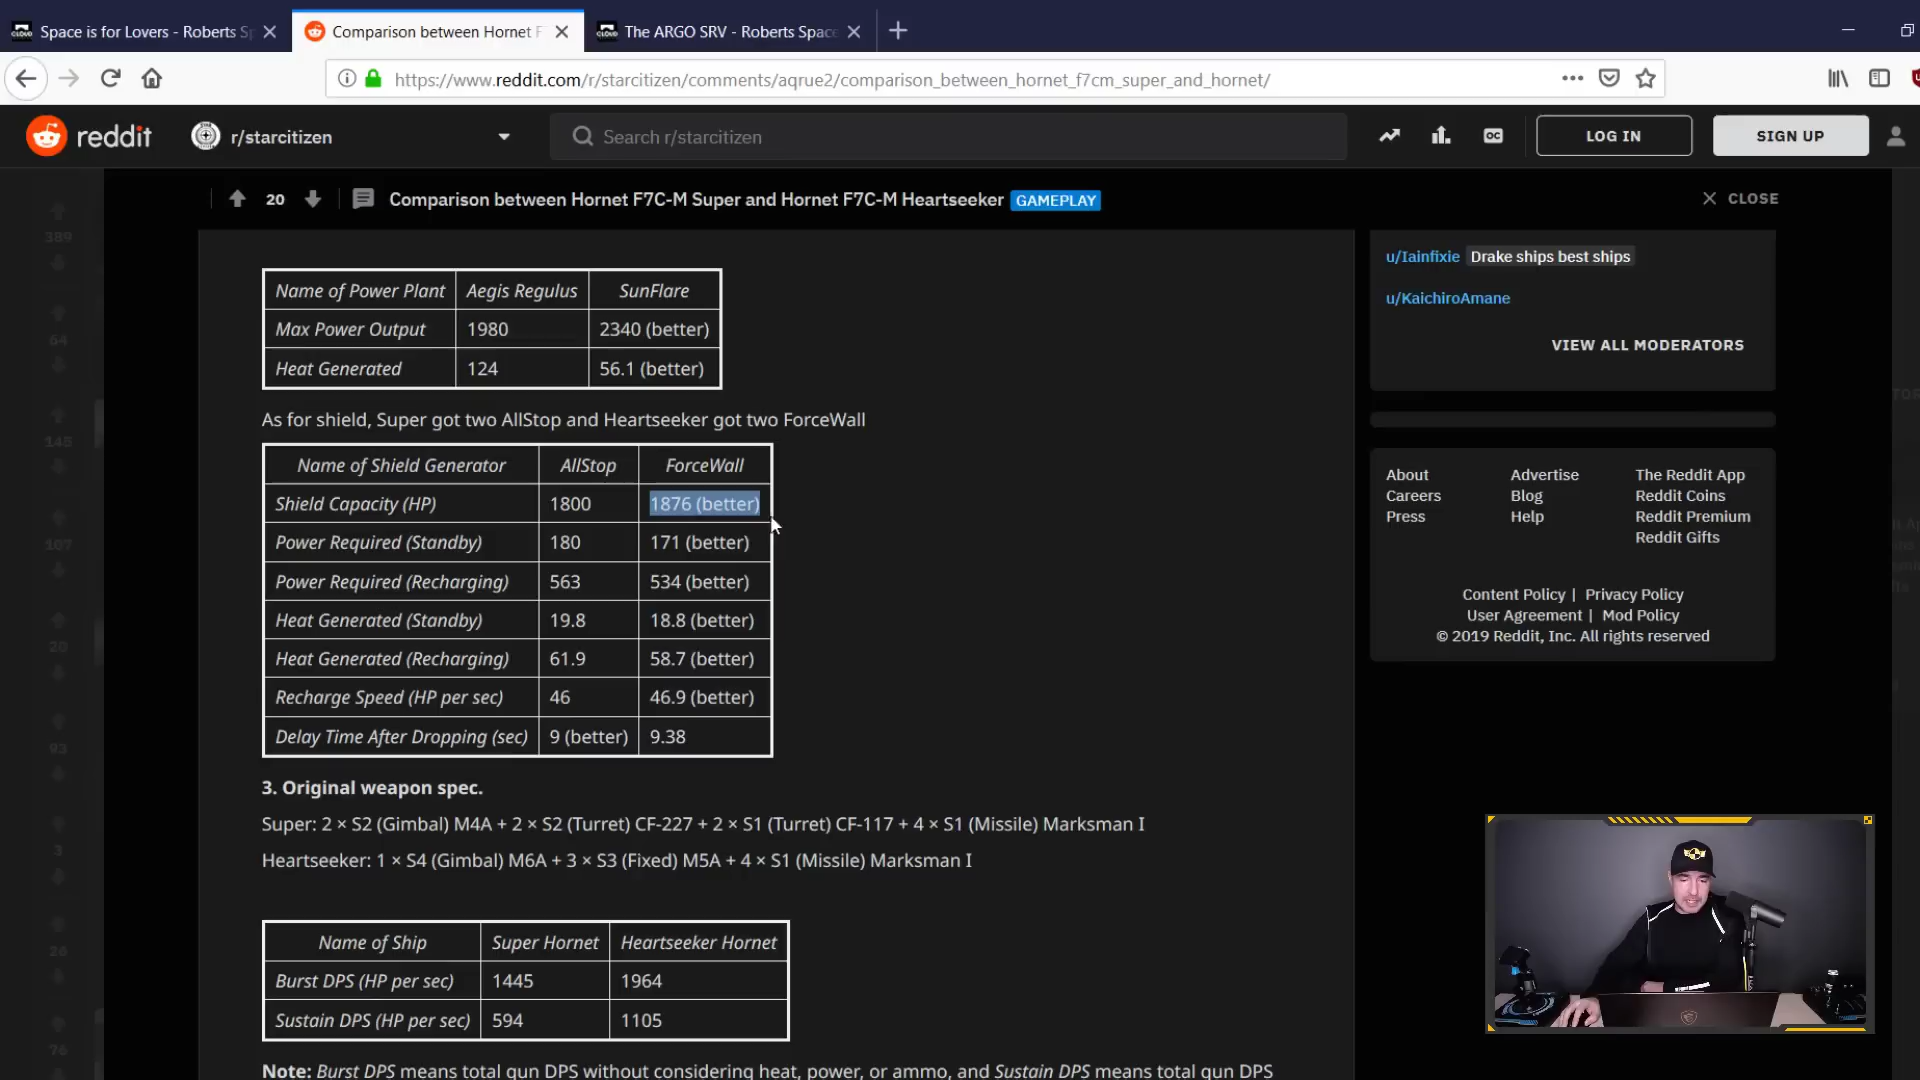 Space is for Lovers - Roberts S
Comparison between Hornet F
The ARGO SRV - Roberts Space
https://www.reddit.com/r/starcitizen/comments/aqrue2/comparison_between_hornet_f7cm_super_and_hornet/
reddit
r/starcitizen
Search r/starcitizen
LOG IN
SIGN UP
20
Comparison between Hornet F7C-M Super and Hornet F7C-M Heartseeker GAMEPLAY
CLOSE
Name of Power Plant Aegis Regulus SunFlare
Max Power Output 1980 2340 (better)
Heat Generated 124 56.1 (better)
As for shield, Super got two AllStop and Heartseeker got two ForceWall
Name of Shield Generator AllStop ForceWall
Shield Capacity (HP) 1800 1876 (better)
Power Required (Standby) 180 171 (better)
Power Required (Recharging) 563 534 (better)
Heat Generated (Standby) 19.8 18.8 (better)
Heat Generated (Recharging) 61.9 58.7 (better)
Recharge Speed (HP per sec) 46 46.9 (better)
Delay Time After Dropping (sec) 9 (better) 9.38
3. Original weapon spec.
Super: 2 × S2 (Gimbal) M4A + 2 × S2 (Turret) CF-227 + 2 × S1 (Turret) CF-117 + 4 × S1 (Missile) Marksman I
Heartseeker: 1 × S4 (Gimbal) M6A + 3 × S3 (Fixed) M5A + 4 × S1 (Missile) Marksman I
Name of Ship Super Hornet Heartseeker Hornet
Burst DPS (HP per sec) 1445 1964
Sustain DPS (HP per sec) 594 1105
Note: Burst DPS means total gun DPS without considering heat, power, or ammo, and Sustain DPS means total gun DPS
u/Iainfixie Drake ships best ships
u/KaichiroAmane
VIEW ALL MODERATORS
About Advertise The Reddit App
Careers Blog Reddit Coins
Press Help Reddit Premium
Reddit Gifts
Content Policy | Privacy Policy
User Agreement | Mod Policy
© 2019 Reddit, Inc. All rights reserved
389
64
145
107
20
93
3
26
76